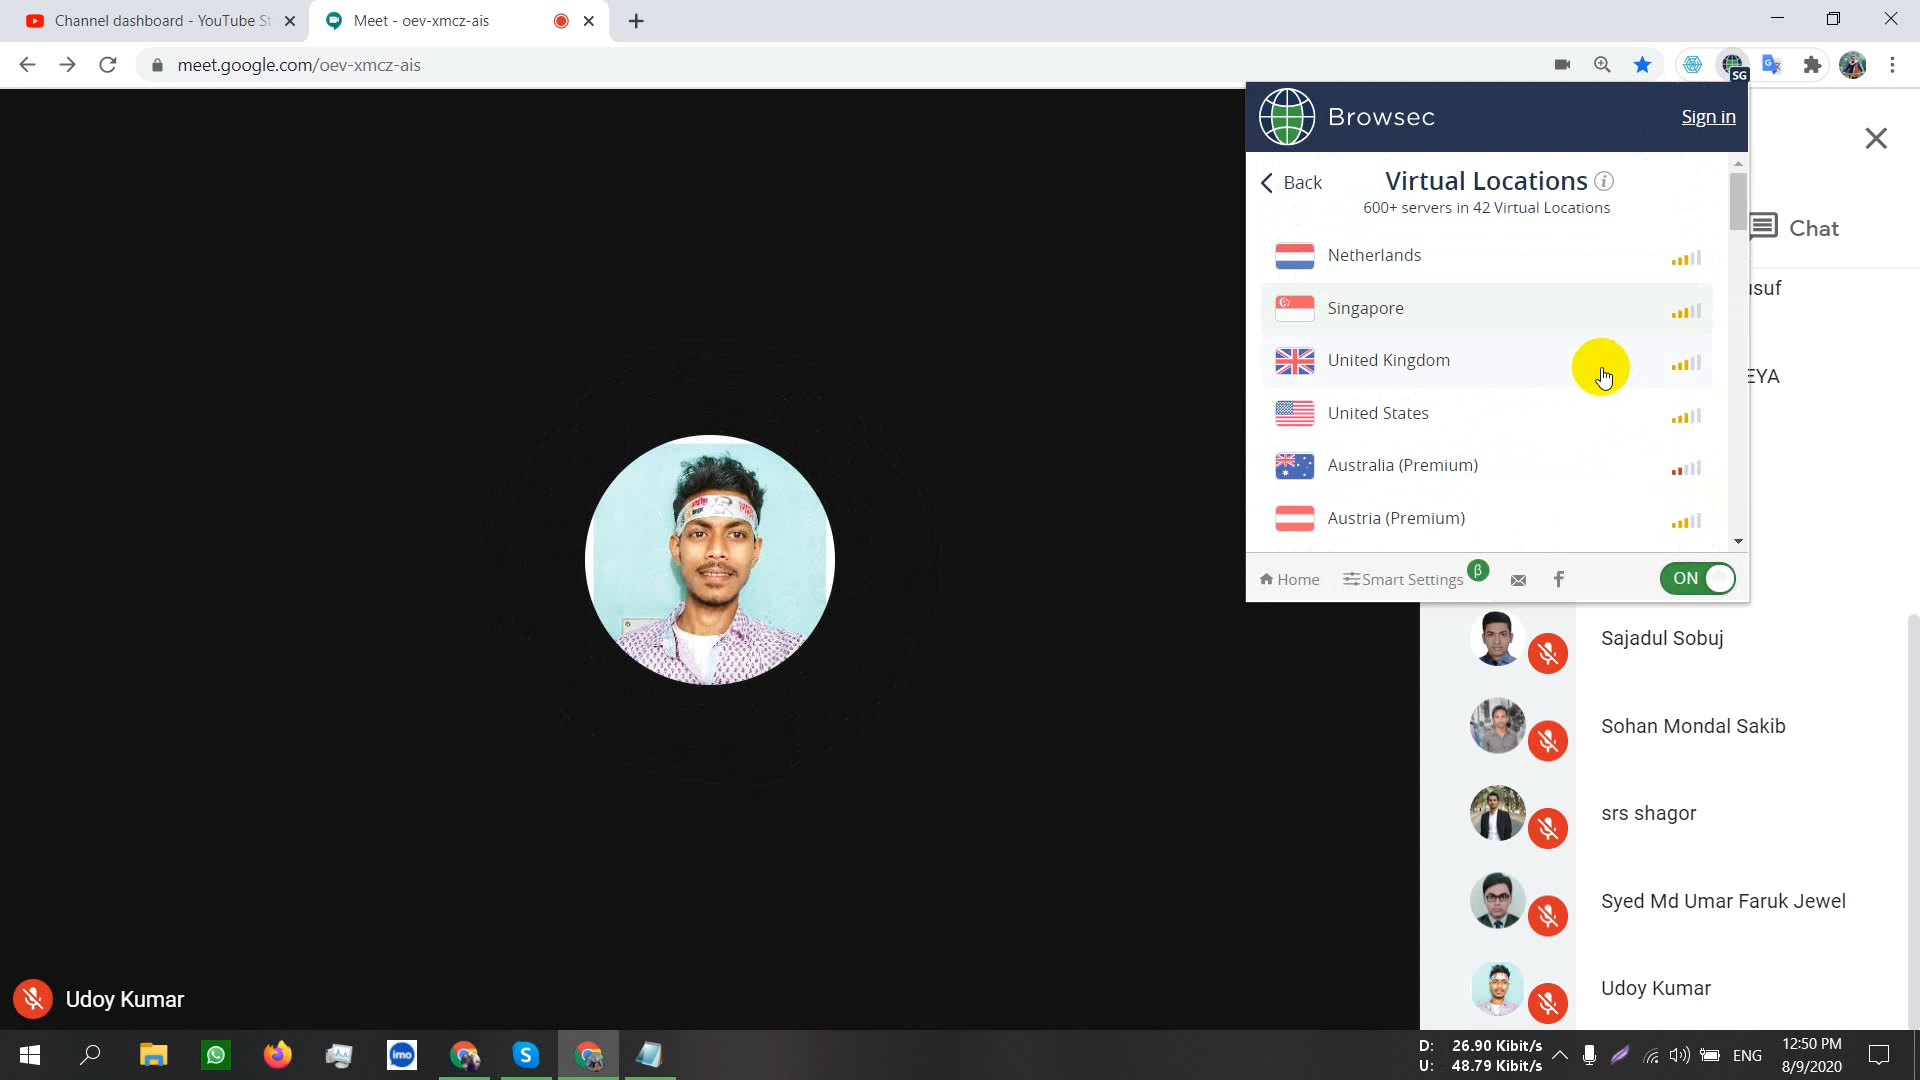 Channel dashboard - YouTube St
Meet - oev-xmcz-ais
meet.google.com/oev-xmcz-ais
SG
Browsec
Sign in
Back
Virtual Locations
600+ servers in 42 Virtual Locations
Netherlands
Singapore
United Kingdom
United States
Australia (Premium)
Austria (Premium)
Home
Smart Settings
β
ON
Chat
usuf
EYA
Sajadul Sobuj
Sohan Mondal Sakib
srs shagor
Syed Md Umar Faruk Jewel
Udoy Kumar
Udoy Kumar
imo
D: 26.90 Kibit/s
U: 48.79 Kibit/s
ENG
12:50 PM
8/9/2020